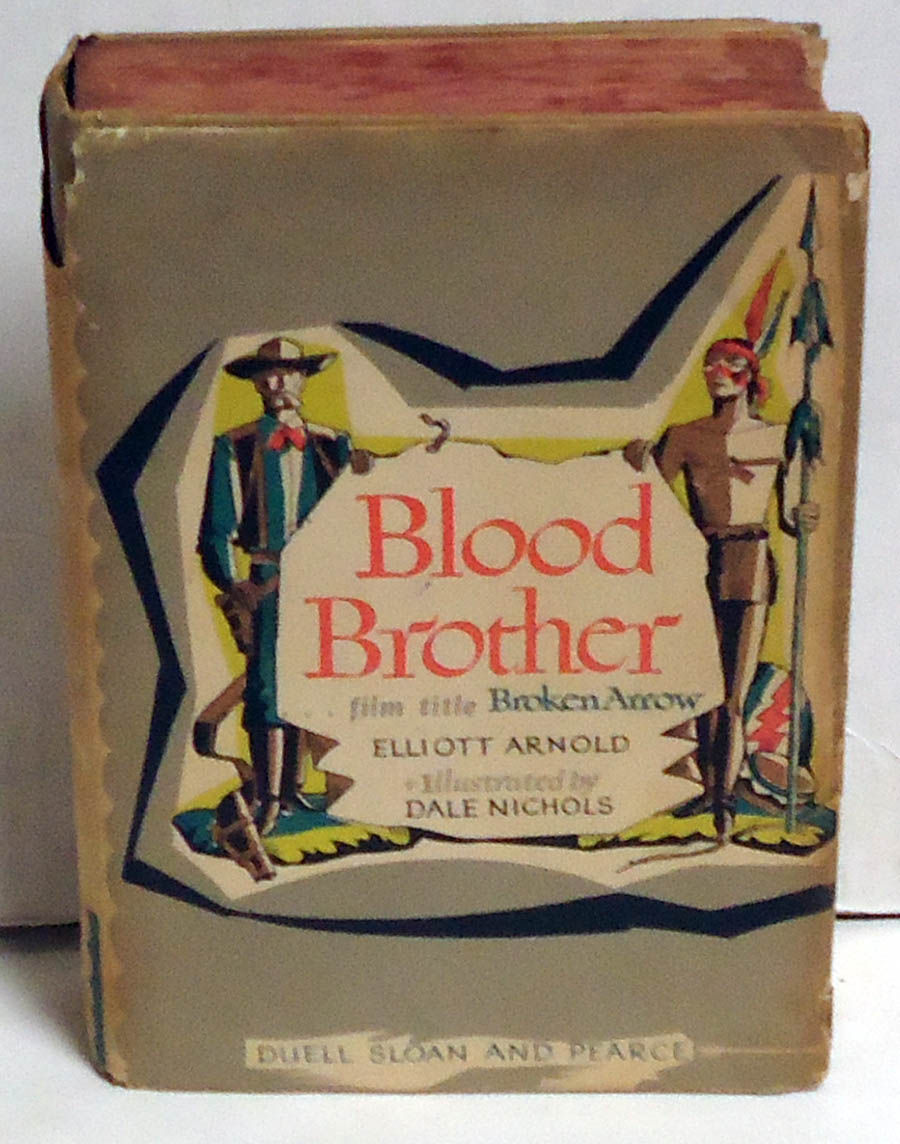 Blood
Brother
. . film title Broken Arrow
ELLIOTT ARNOLD
+ Illustrated by
DALE NICHOLS
DUELL SLOAN AND PEARCE